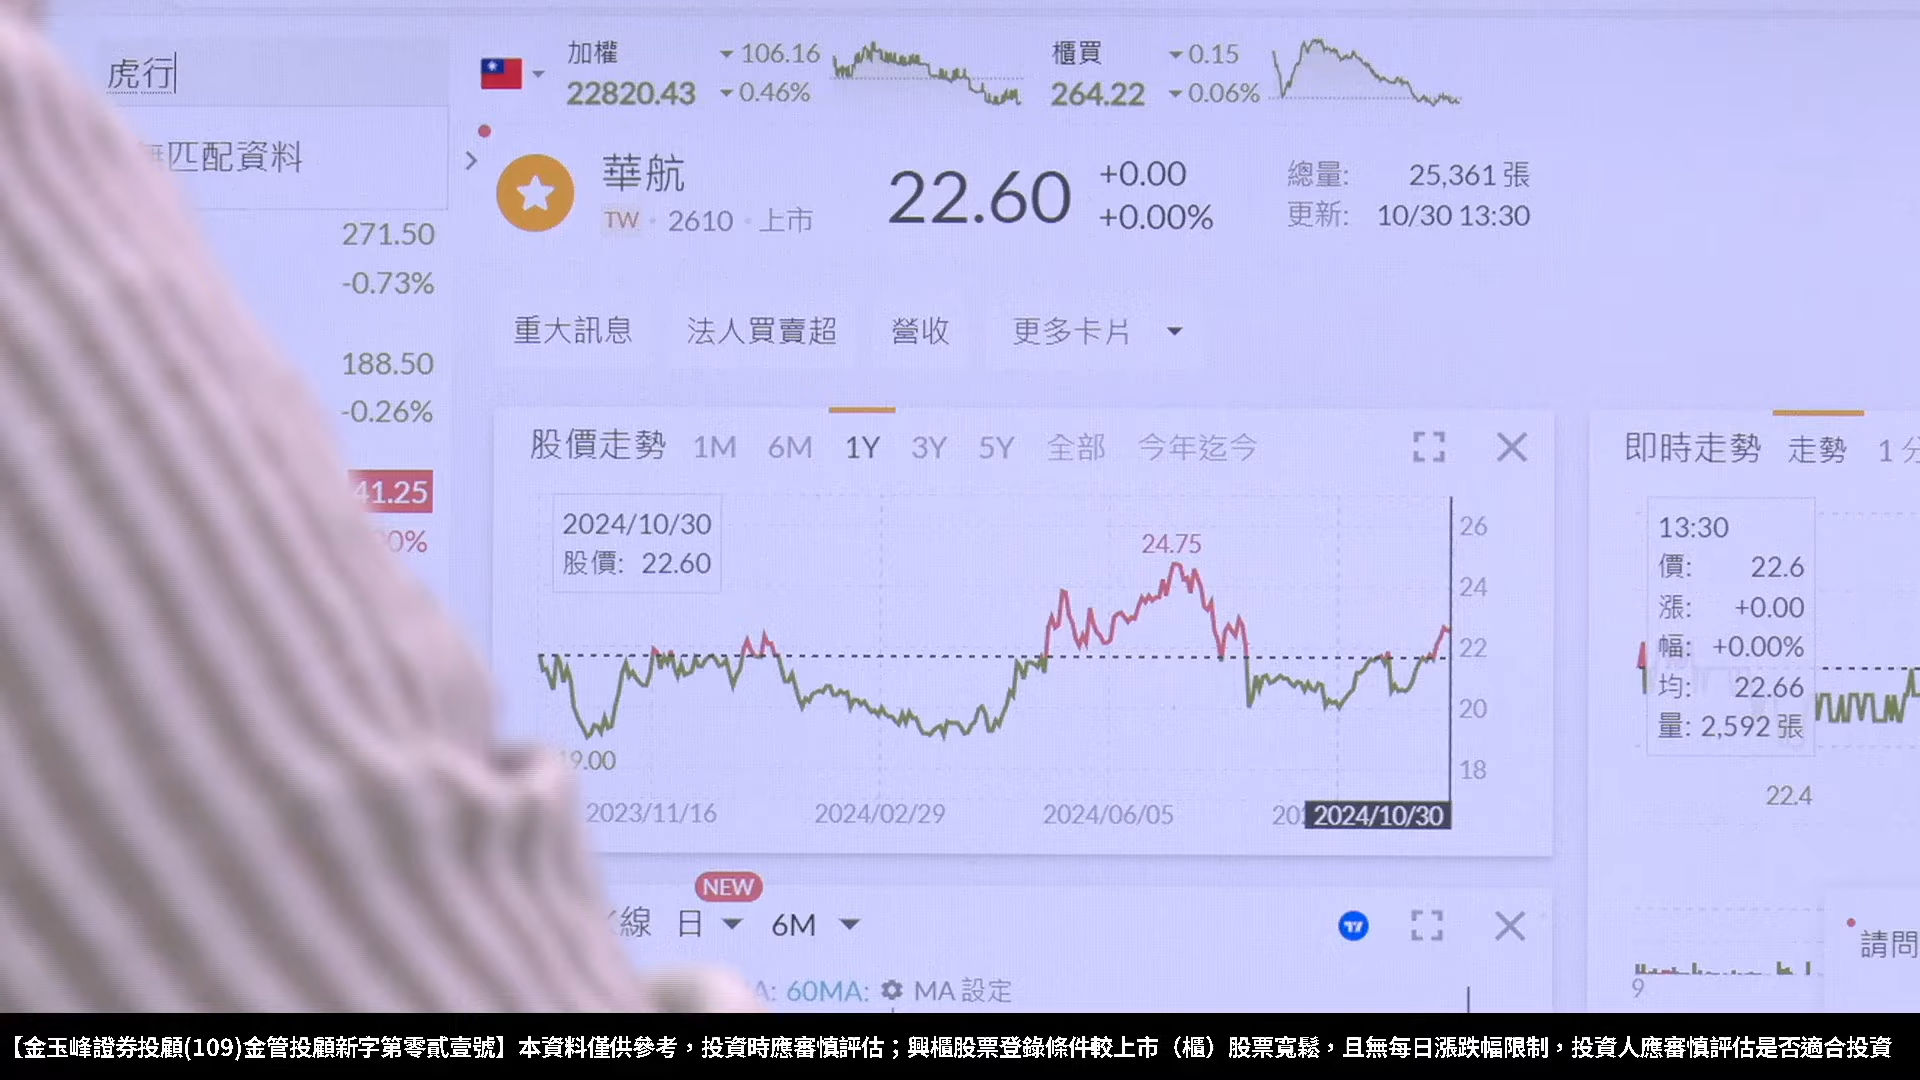 虎行
匹配資料
271.50
-0.73%
188.50
-0.26%
41.25
0%
加權
106.16
22820.43
0.46%
櫃買
0.15
264.22
0.06%
華航
TW · 2610 · 上市
22.60
+0.00
+0.00%
總量: 25,361 張
更新: 10/30 13:30
重大訊息 法人買賣超 營收 更多卡片
股價走勢 1M 6M 1Y 3Y 5Y 全部 今年迄今
2024/10/30
股價: 22.60
24.75
26
24
22
20
18
19.00
2023/11/16
2024/02/29
2024/06/05
2024/10/30
即時走勢 走勢 1 分
13:30
價: 22.6
漲: +0.00
幅: +0.00%
均: 22.66
量: 2,592 張
22.4
9
請問
NEW
線 日 6M
60MA: MA 設定
【金玉峰證券投顧(109)金管投顧新字第零貳壹號】本資料僅供參考，投資時應審慎評估；興櫃股票登錄條件較上市（櫃）股票寬鬆，且無每日漲跌幅限制，投資人應審慎評估是否適合投資